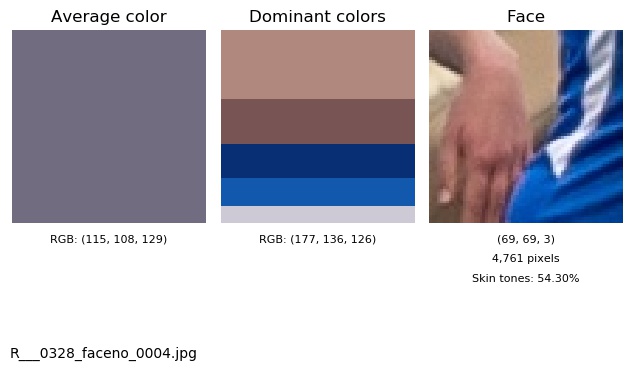 Average color
Dominant colors
Face
RGB: (115, 108, 129)
RGB: (177, 136, 126)
(69, 69, 3)
4,761 pixels
Skin tones: 54.30%
R___0328_faceno_0004.jpg